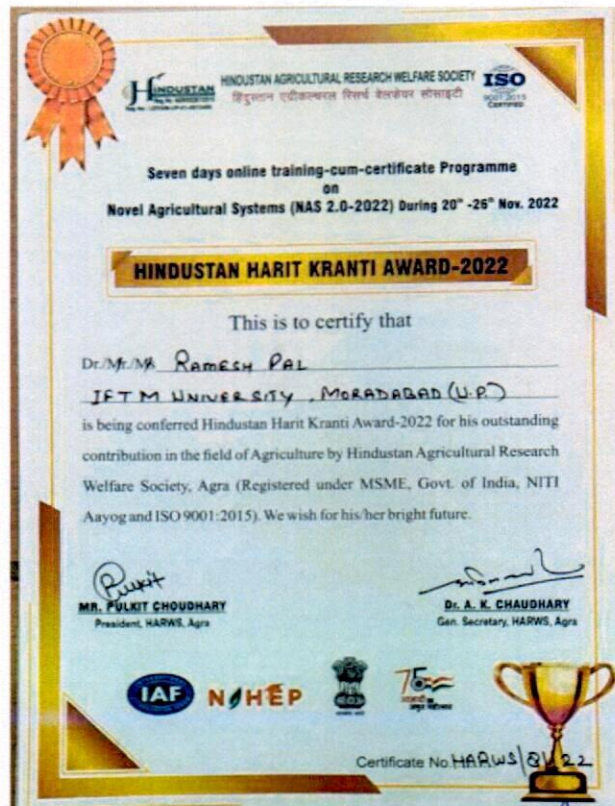 HINDUSTAN
HINDUSTAN AGRICULTURAL RESEARCH WELFARE SOCIETY
हिंदुस्तान एग्रीकल्चरल रिसर्च वेलफेयर सोसाइटी
ISO
9001:2015
CERTIFIED
Seven days online training-cum-certificate Programme
on
Novel Agricultural Systems (NAS 2.0-2022) During 20th -26th Nov. 2022
HINDUSTAN HARIT KRANTI AWARD-2022
This is to certify that
Dr./Mr./Ms RAMESH PAL
IFTM UNIVERSITY, MORADABAD (U.P.)
is being conferred Hindustan Harit Kranti Award-2022 for his outstanding
contribution in the field of Agriculture by Hindustan Agricultural Research
Welfare Society, Agra (Registered under MSME, Govt. of India, NITI
Aayog and ISO 9001:2015). We wish for his/her bright future.
Pulkit
MR. PULKIT CHOUDHARY
President, HARWS, Agra
Dr. A. K. CHAUDHARY
Gen. Secretary, HARWS, Agra
IAF
NAHEP
75
आज़ादी का
अमृत महोत्सव
Certificate No. HARWS/ 22